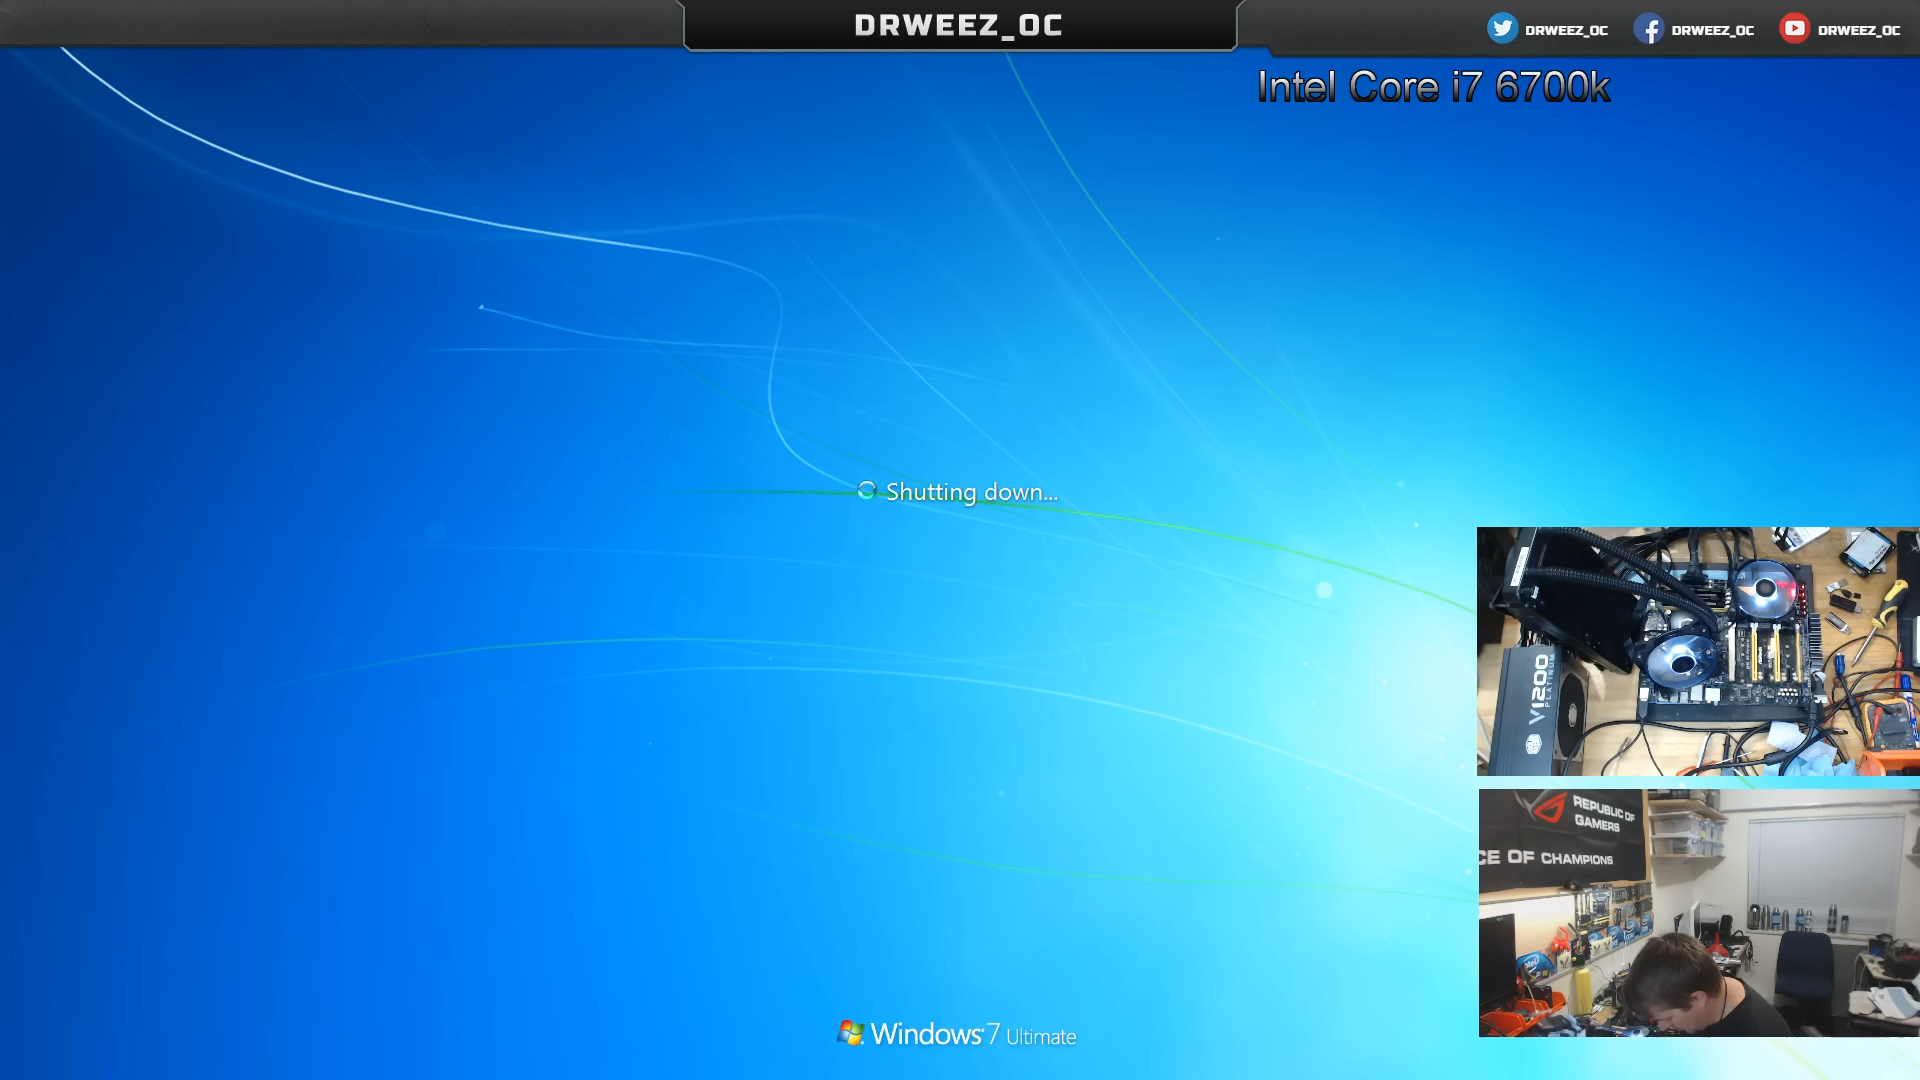 DRWEEZ_OC
DRWEEZ_OC
DRWEEZ_OC
DRWEEZ_OC
Intel Core i7 6700k
Shutting down...
V1200
PLATINUM
REPUBLIC OF
GAMERS
CE OF CHAMPIONS
intel
Windows 7 Ultimate